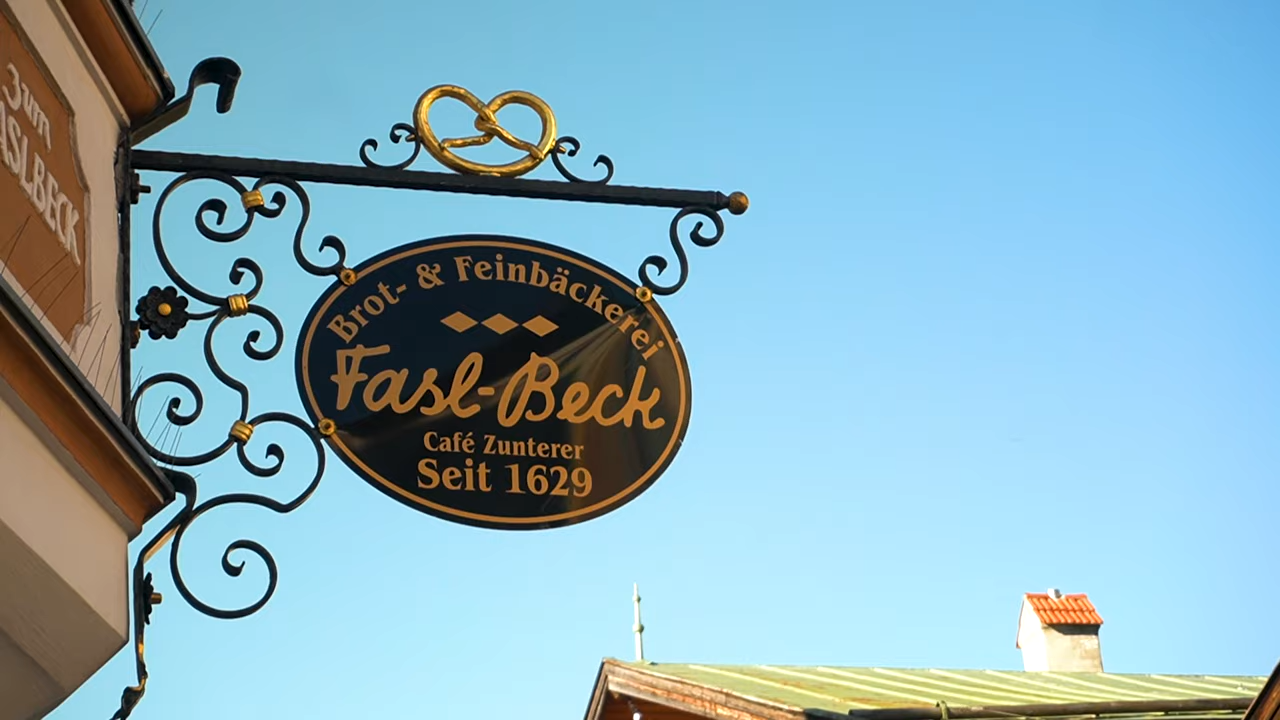 Zum
ASLBECK
Brot- & Feinbäckerei
Fasl-Beck
Café Zunterer
Seit 1629